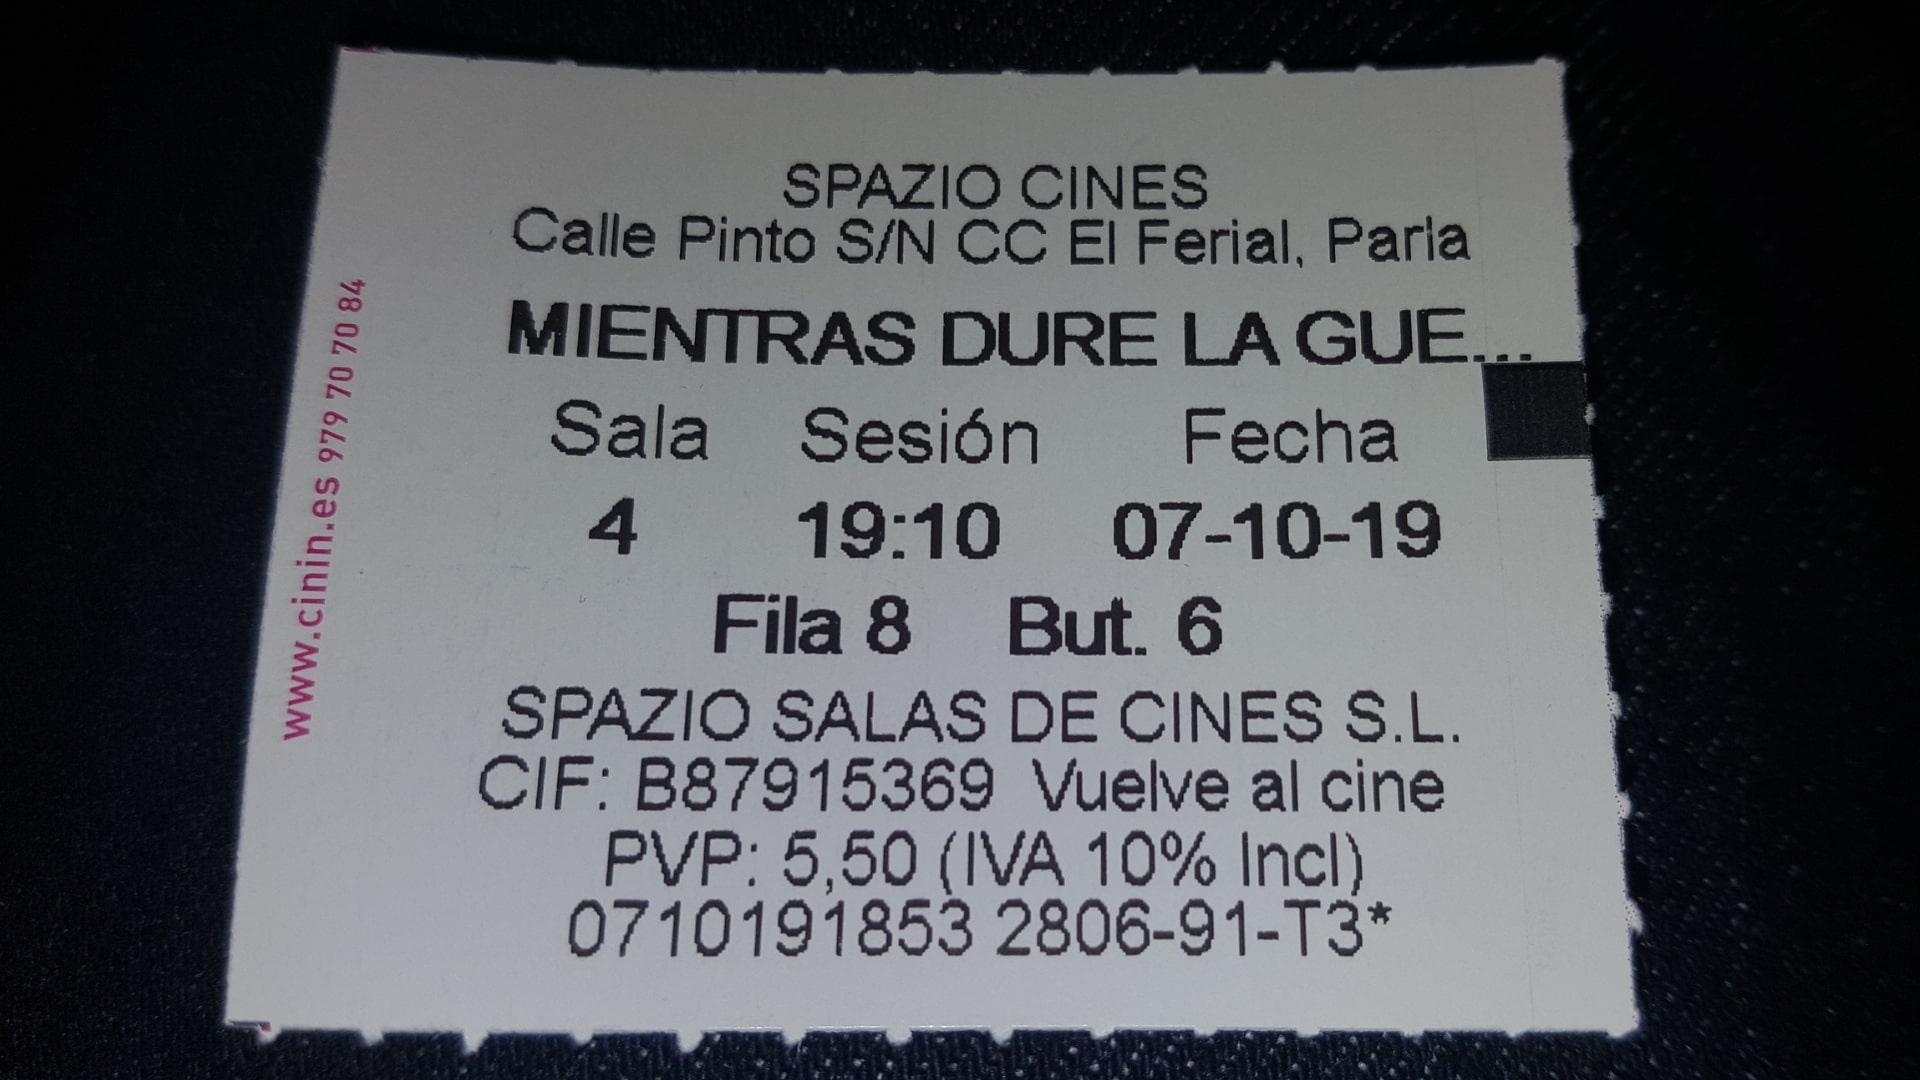 SPAZIO CINES
Calle Pinto S/N CC El Ferial, Parla
MIENTRAS DURE LA GUE...
Sala Sesión Fecha
4 19:10 07-10-19
Fila 8 But. 6
SPAZIO SALAS DE CINES S.L.
CIF: B87915369 Vuelve al cine
PVP: 5,50 (IVA 10% Incl)
0710191853 2806-91-T3*
www.cinin.es 979 70 70 84